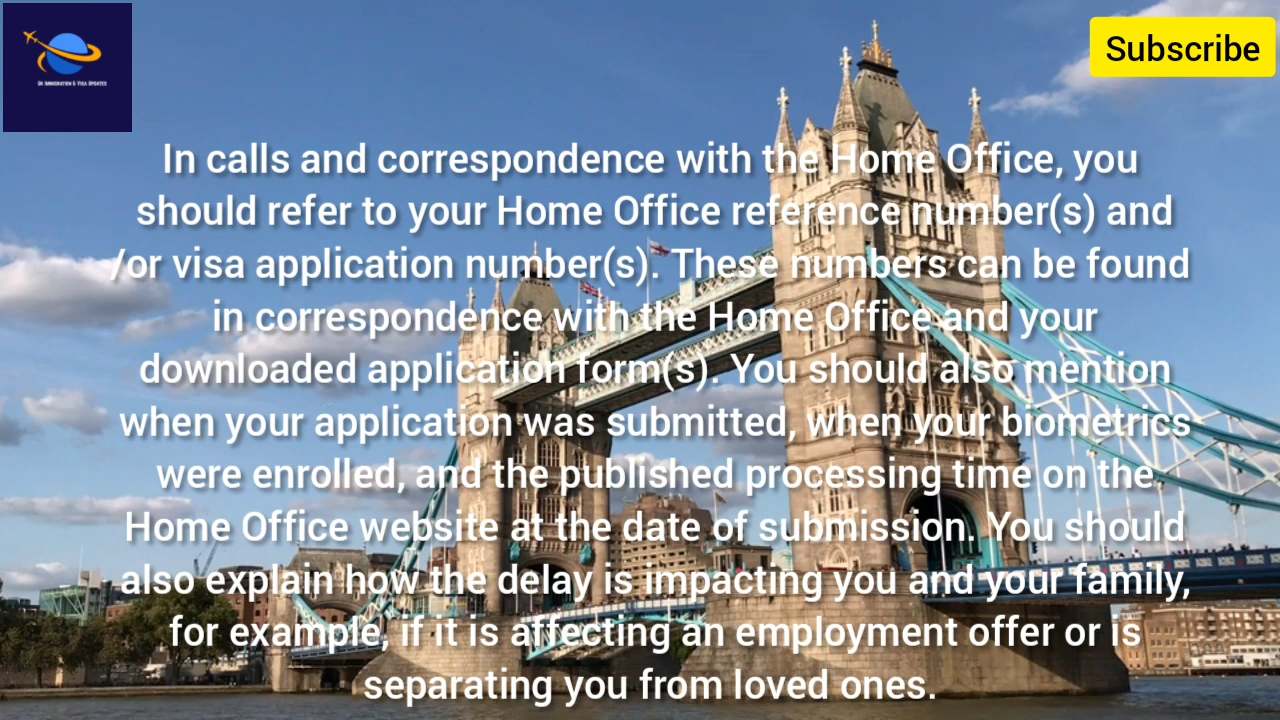 UK IMMIGRATION & VISA UPDATES
Subscribe
In calls and correspondence with the Home Office, you
should refer to your Home Office reference number(s) and
/or visa application number(s). These numbers can be found
in correspondence with the Home Office and your
downloaded application form(s). You should also mention
when your application was submitted, when your biometrics
were enrolled, and the published processing time on the
Home Office website at the date of submission. You should
also explain how the delay is impacting you and your family,
for example, if it is affecting an employment offer or is
separating you from loved ones.